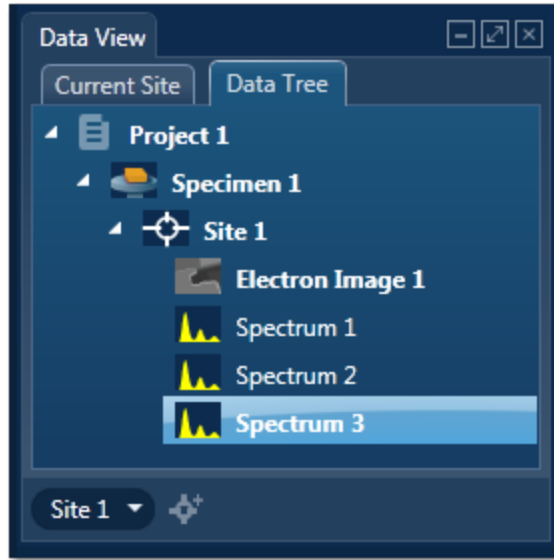 Data View
Current Site
Data Tree
Project 1
Specimen 1
Site 1
Electron Image 1
Spectrum 1
Spectrum 2
Spectrum 3
Site 1